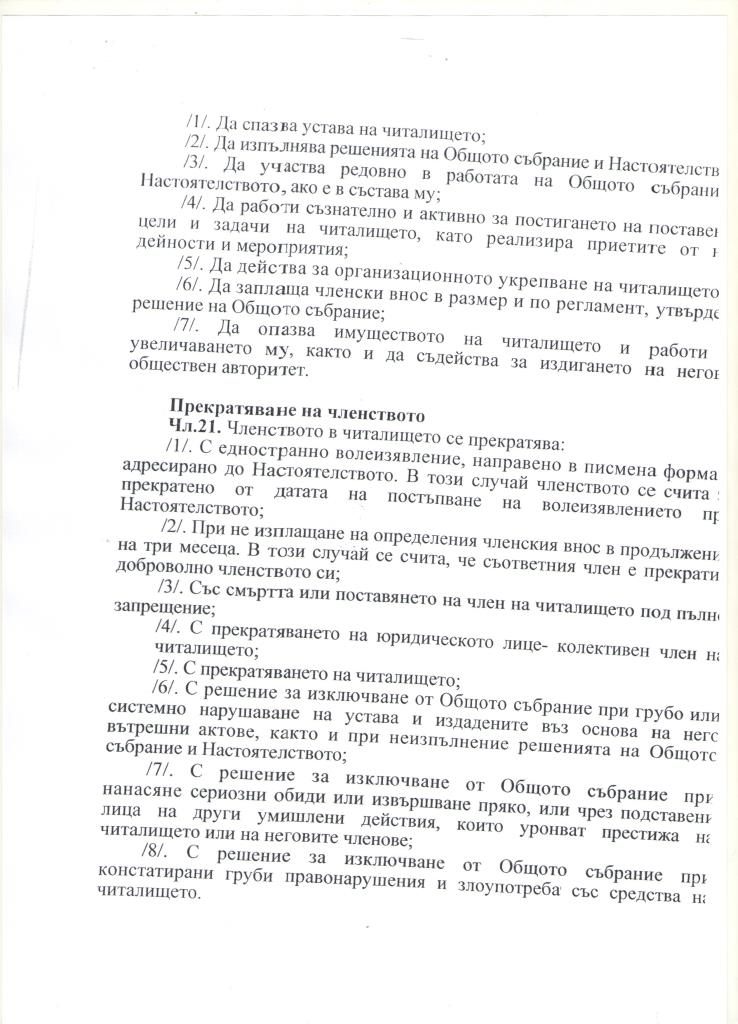 /1/. Да спазва устава на читалището;
/2/. Да изпълнява решенията на Общото събрание и Настоятелств
/3/. Да участва редовно в работата на Общото събрани
Настоятелството, ако е в състава му;
/4/. Да работи съзнателно и активно за постигането на поставен
цели и задачи на читалището, като реализира приетите от н
дейности и мероприятия;
/5/. Да действа за организационното укрепване на читалището
/6/. Да заплаща членски внос в размер и по регламент, утвърде
решение на Общото събрание;
/7/. Да опазва имуществото на читалището и работи
увеличаването му, както и да съдейства за издигането на негов
обществен авторитет.
Прекратяване на членството
Чл.21. Членството в читалището се прекратява:
/1/. С едностранно волеизявление, направено в писмена форма
адресирано до Настоятелството. В този случай членството се счита
прекратено от датата на постъпване на волеизявлението пр
Настоятелството;
/2/. При не изплащане на определения членския внос в продължени
на три месеца. В този случай се счита, че съответния член е прекрати
доброволно членството си;
/3/. Със смъртта или поставянето на член на читалището под пълно
запрещение;
/4/. С прекратяването на юридическото лице- колективен член на
читалището;
/5/. С прекратяването на читалището;
/6/. С решение за изключване от Общото събрание при грубо или
системно нарушаване на устава и издадените въз основа на него
вътрешни актове, както и при неизпълнение решенията на Общото
събрание и Настоятелството;
/7/. С решение за изключване от Общото събрание при
нанасяне сериозни обиди или извършване пряко, или чрез подставени
лица на други умишлени действия, които уронват престижа на
читалището или на неговите членове;
/8/. С решение за изключване от Общото събрание при
констатирани груби правонарушения и злоупотреба със средства на
читалището.